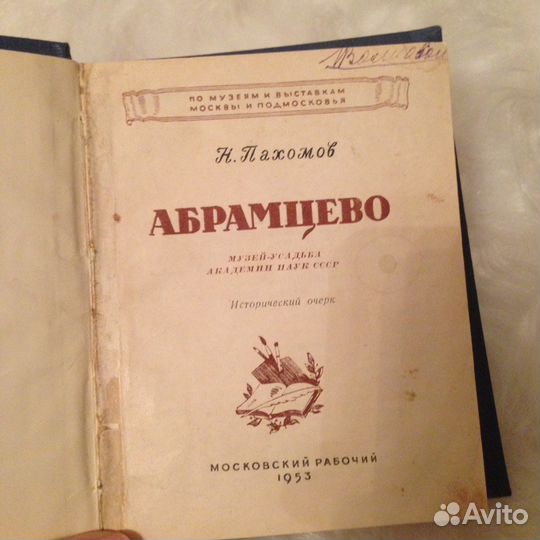 ПО МУЗЕЯМ И ВЫСТАВКАМ
МОСКВЫ И ПОДМОСКОВЬЯ
Н. Пахомов
АБРАМЦЕВО
МУЗЕЙ-УСАДЬБА
АКАДЕМИИ НАУК СССР
Исторический очерк
МОСКОВСКИЙ РАБОЧИЙ
1953
Avito